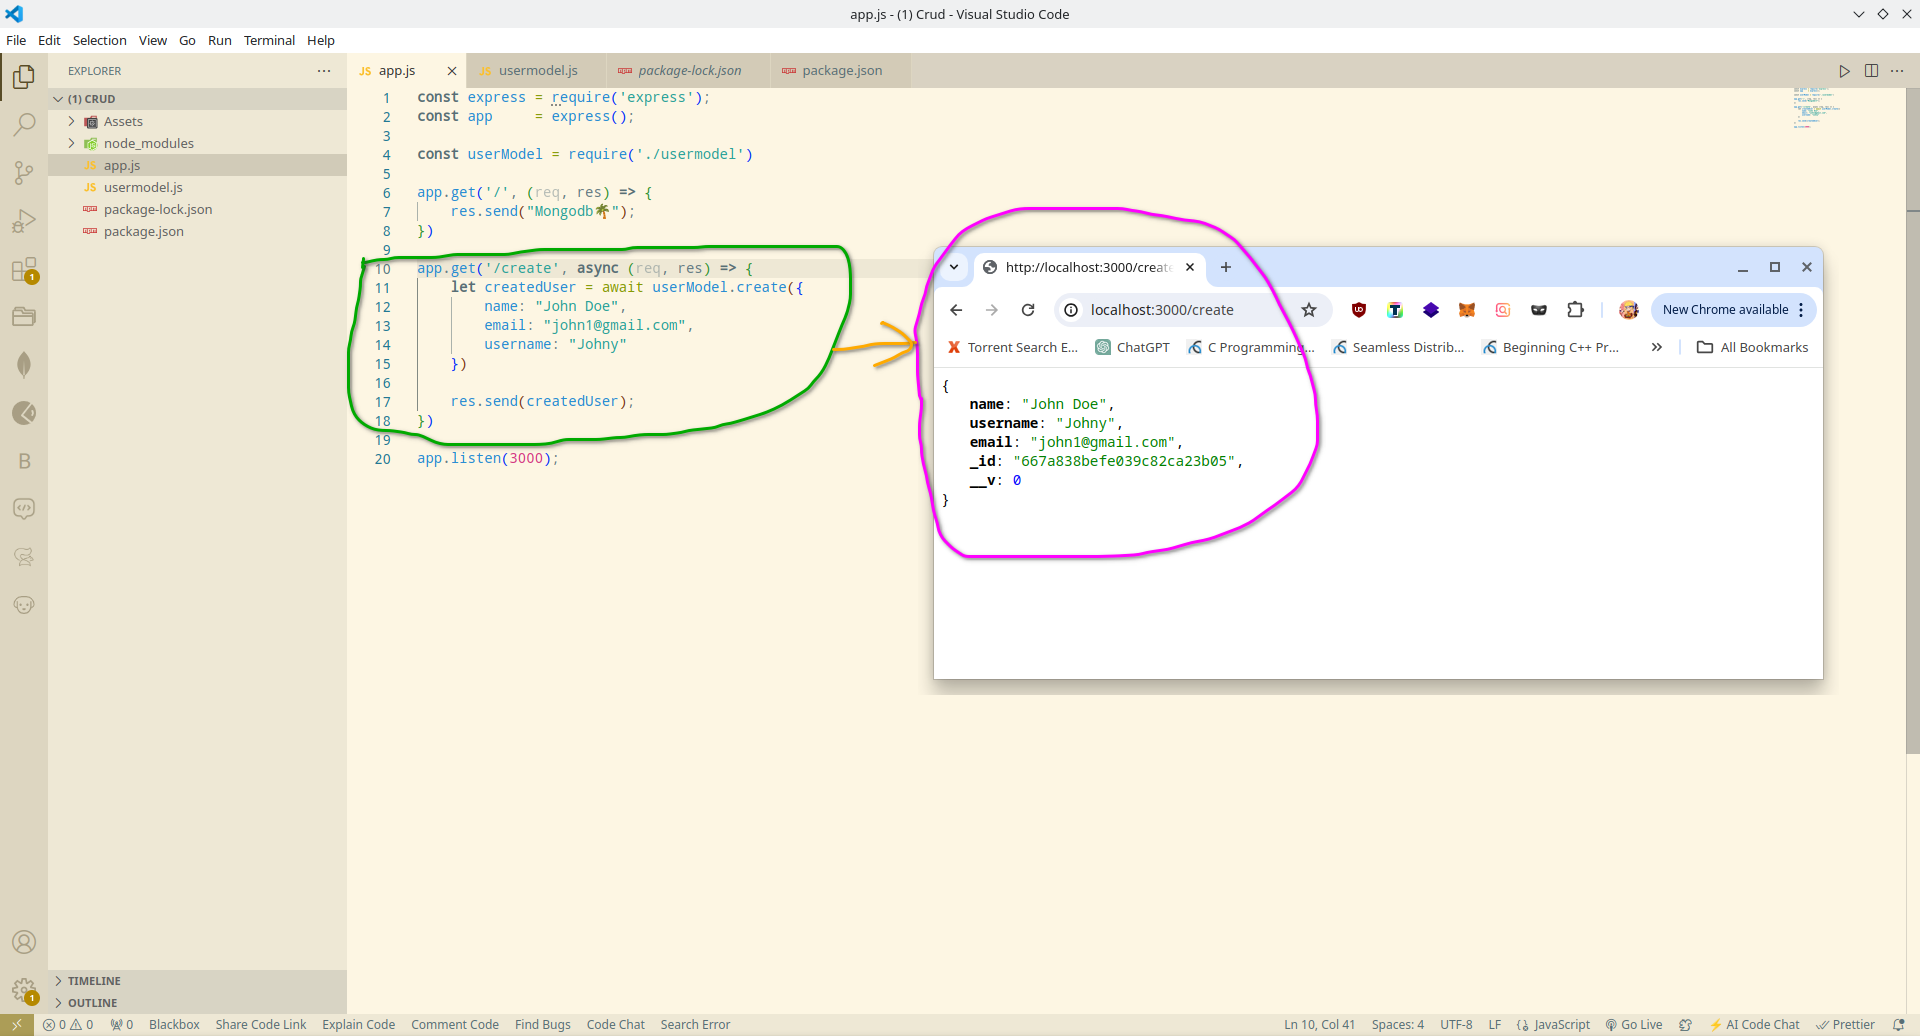 app.js - (1) Crud - Visual Studio Code
File Edit Selection View Go Run Terminal Help
EXPLORER
(1) CRUD
Assets
node_modules
JS app.js
JS usermodel.js
package-lock.json
package.json
TIMELINE
OUTLINE
JS app.js JS usermodel.js package-lock.json package.json
1 const express = require('express');
2 const app     = express();
3
4 const userModel = require('./usermodel')
5
6 app.get('/', (req, res) => {
7     res.send("Mongodb🌴");
8 })
9
10 app.get('/create', async (req, res) => {
11     let createdUser = await userModel.create({
12         name: "John Doe",
13         email: "john1@gmail.com",
14         username: "Johny"
15     })
16
17     res.send(createdUser);
18 })
19
20 app.listen(3000);
http://localhost:3000/create
localhost:3000/create
New Chrome available
Torrent Search E... ChatGPT C Programming... Seamless Distrib... Beginning C++ Pr... All Bookmarks
{
name: "John Doe",
username: "Johny",
email: "john1@gmail.com",
_id: "667a838befe039c82ca23b05",
__v: 0
}
1
1
0 0 0 Blackbox Share Code Link Explain Code Comment Code Find Bugs Code Chat Search Error Ln 10, Col 41 Spaces: 4 UTF-8 LF JavaScript Go Live AI Code Chat Prettier